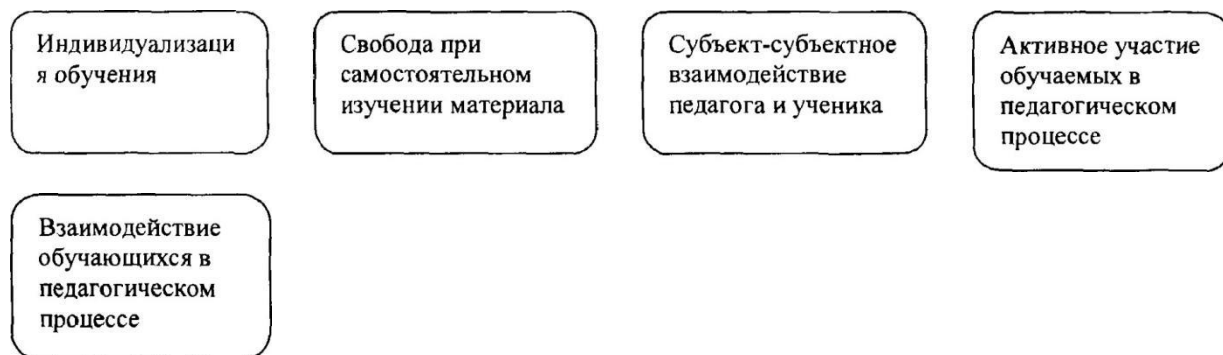 Индивидуализаци
я обучения
Свобода при
самостоятельном
изучении материала
Субъект-субъектное
взаимодействие
педагога и ученика
Активное участие
обучаемых в
педагогическом
процессе
Взаимодействие
обучающихся в
педагогическом
процессе